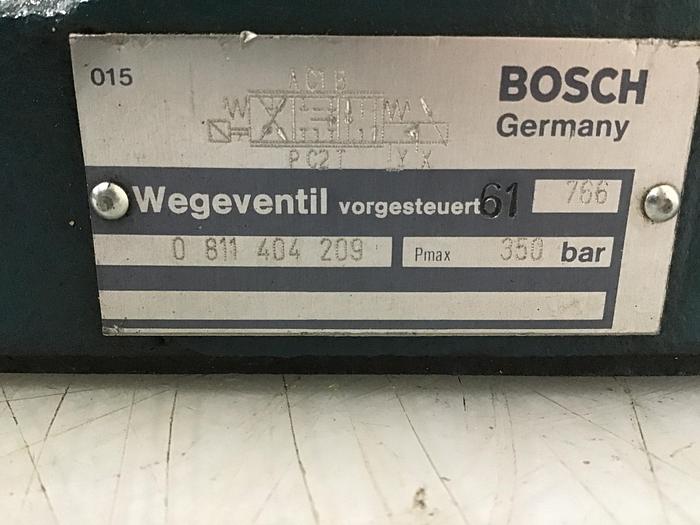 015
BOSCH
Germany
A C1 B
W W
P C2 T Y X
Wegeventil vorgesteuert 61 766
0 811 404 209 Pmax 350 bar